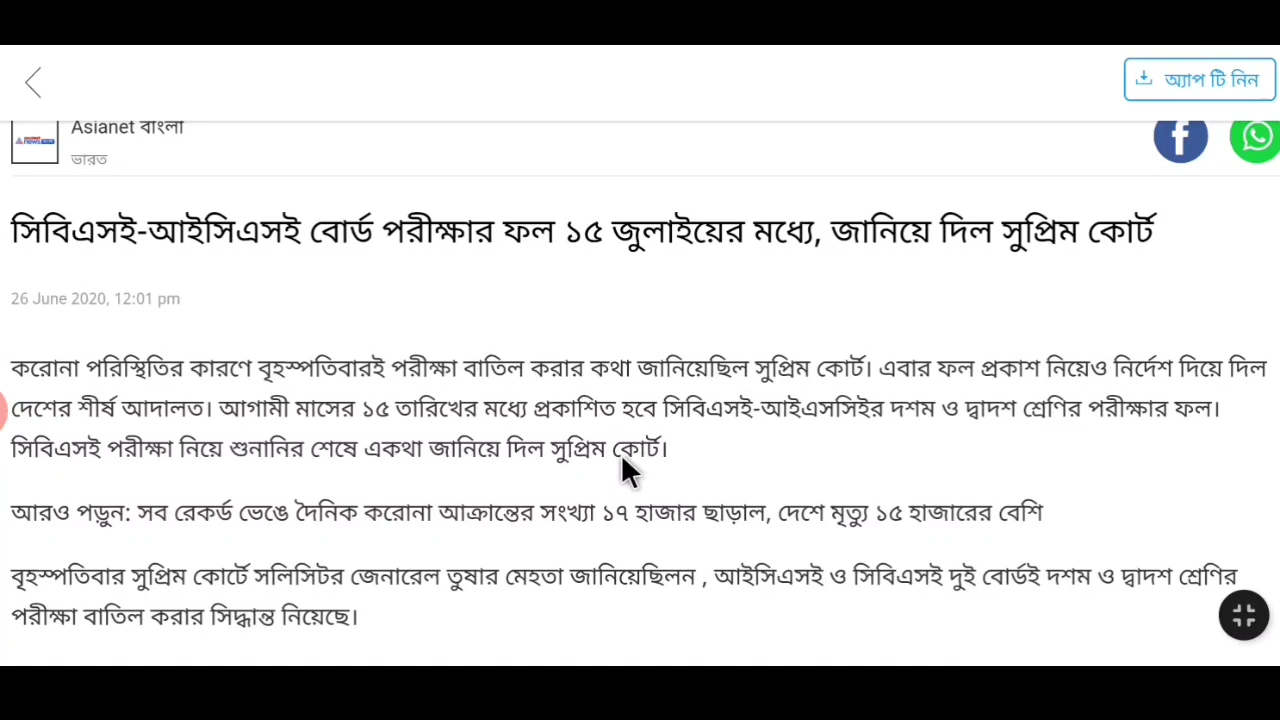 অ্যাপ টি নিন
Asianet বাংলা
ভারত
সিবিএসই-আইসিএসই বোর্ড পরীক্ষার ফল ১৫ জুলাইয়ের মধ্যে, জানিয়ে দিল সুপ্রিম কোর্ট
26 June 2020, 12:01 pm
করোনা পরিস্থিতির কারণে বৃহস্পতিবারই পরীক্ষা বাতিল করার কথা জানিয়েছিল সুপ্রিম কোর্ট। এবার ফল প্রকাশ নিয়েও নির্দেশ দিয়ে দিল
দেশের শীর্ষ আদালত। আগামী মাসের ১৫ তারিখের মধ্যে প্রকাশিত হবে সিবিএসই-আইএসসিইর দশম ও দ্বাদশ শ্রেণির পরীক্ষার ফল।
সিবিএসই পরীক্ষা নিয়ে শুনানির শেষে একথা জানিয়ে দিল সুপ্রিম কোর্ট।
আরও পড়ুন: সব রেকর্ড ভেঙে দৈনিক করোনা আক্রান্তের সংখ্যা ১৭ হাজার ছাড়াল, দেশে মৃত্যু ১৫ হাজারের বেশি
বৃহস্পতিবার সুপ্রিম কোর্টে সলিসিটর জেনারেল তুষার মেহতা জানিয়েছিলন , আইসিএসই ও সিবিএসই দুই বোর্ডই দশম ও দ্বাদশ শ্রেণির
পরীক্ষা বাতিল করার সিদ্ধান্ত নিয়েছে।